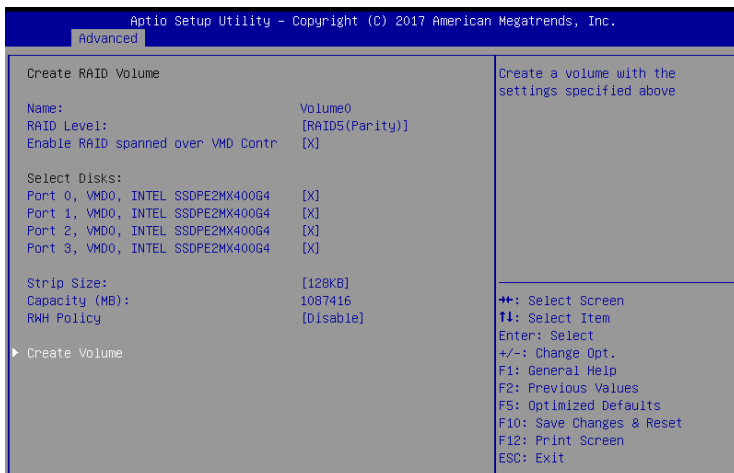 Aptio Setup Utility – Copyright (C) 2017 American Megatrends, Inc.
Advanced
Create RAID Volume
Name: Volume0
RAID Level: [RAID5(Parity)]
Enable RAID spanned over VMD Contr [X]
Select Disks:
Port 0, VMD0, INTEL SSDPE2MX400G4 [X]
Port 1, VMD0, INTEL SSDPE2MX400G4 [X]
Port 2, VMD0, INTEL SSDPE2MX400G4 [X]
Port 3, VMD0, INTEL SSDPE2MX400G4 [X]
Strip Size: [128KB]
Capacity (MB): 1087416
RWH Policy [Disable]
▶ Create Volume
Create a volume with the
settings specified above
→←: Select Screen
↑↓: Select Item
Enter: Select
+/-: Change Opt.
F1: General Help
F2: Previous Values
F5: Optimized Defaults
F10: Save Changes & Reset
F12: Print Screen
ESC: Exit